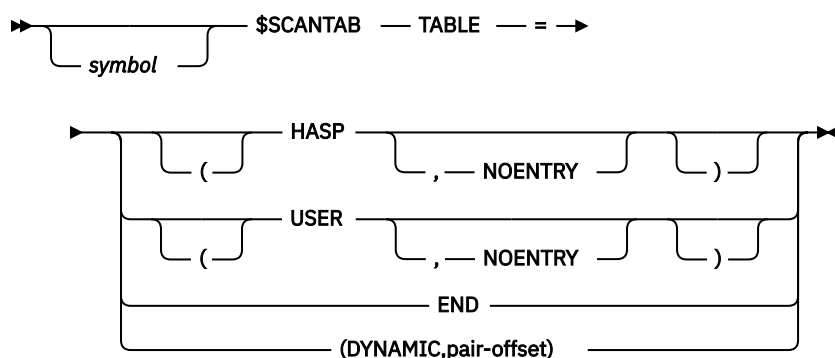 $SCANTAB TABLE =
symbol
( HASP , NOENTRY )
( USER , NOENTRY )
END
(DYNAMIC,pair-offset)